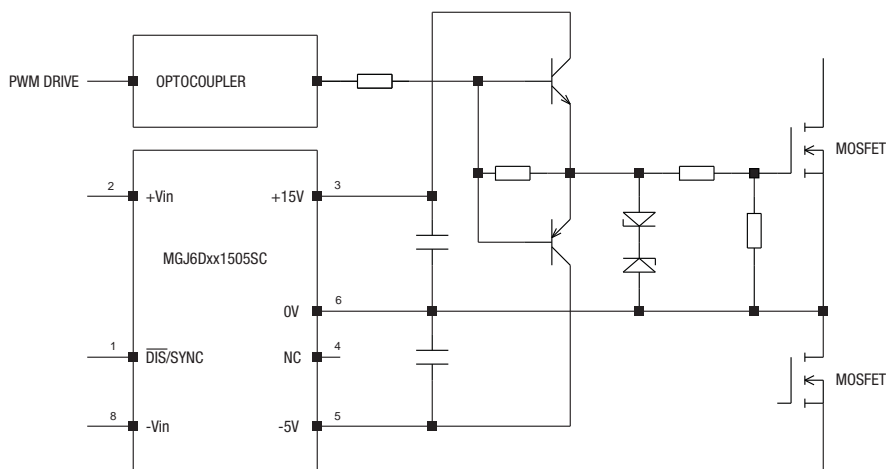 PWM DRIVE
OPTOCOUPLER
MOSFET
2
+Vin
+15V
3
MGJ6Dxx1505SC
0V
6
1
DIS/SYNC
NC
4
MOSFET
8
-Vin
-5V
5